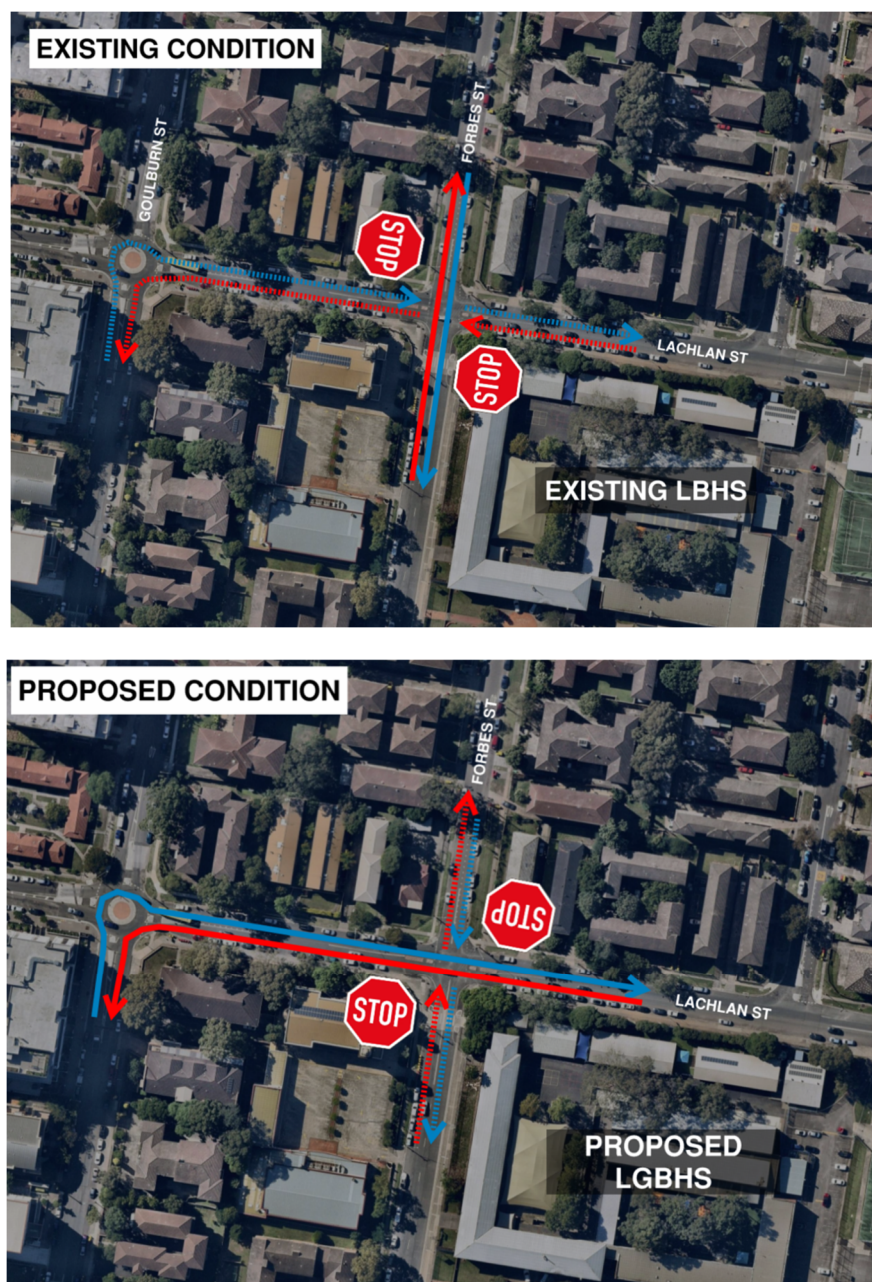 EXISTING CONDITION
GOULBURN ST
FORBES ST
STOP
STOP
LACHLAN ST
EXISTING LBHS
PROPOSED CONDITION
FORBES ST
STOP
STOP
LACHLAN ST
PROPOSED
LGBHS